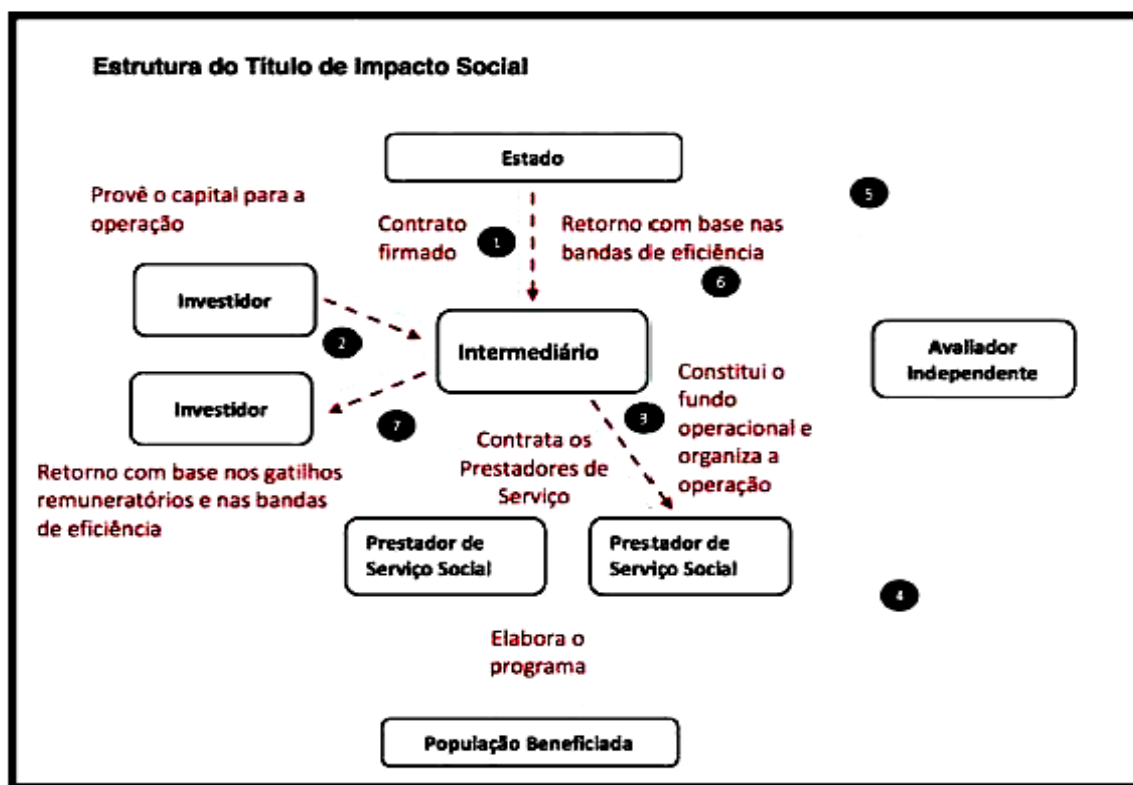 Estrutura do Título de Impacto Social
Estado
Provê o capital para a
operação
Contrato
firmado
1
Retorno com base nas
bandas de eficiência
5
6
Investidor
2
Intermediário
Avaliador
Independente
Investidor
7
Retorno com base nos gatilhos
remuneratórios e nas bandas
de eficiência
Contrata os
Prestadores de
Serviço
3
Constitui o
fundo
operacional e
organiza a
operação
Prestador de
Serviço Social
Prestador de
Serviço Social
4
Elabora o
programa
População Beneficiada